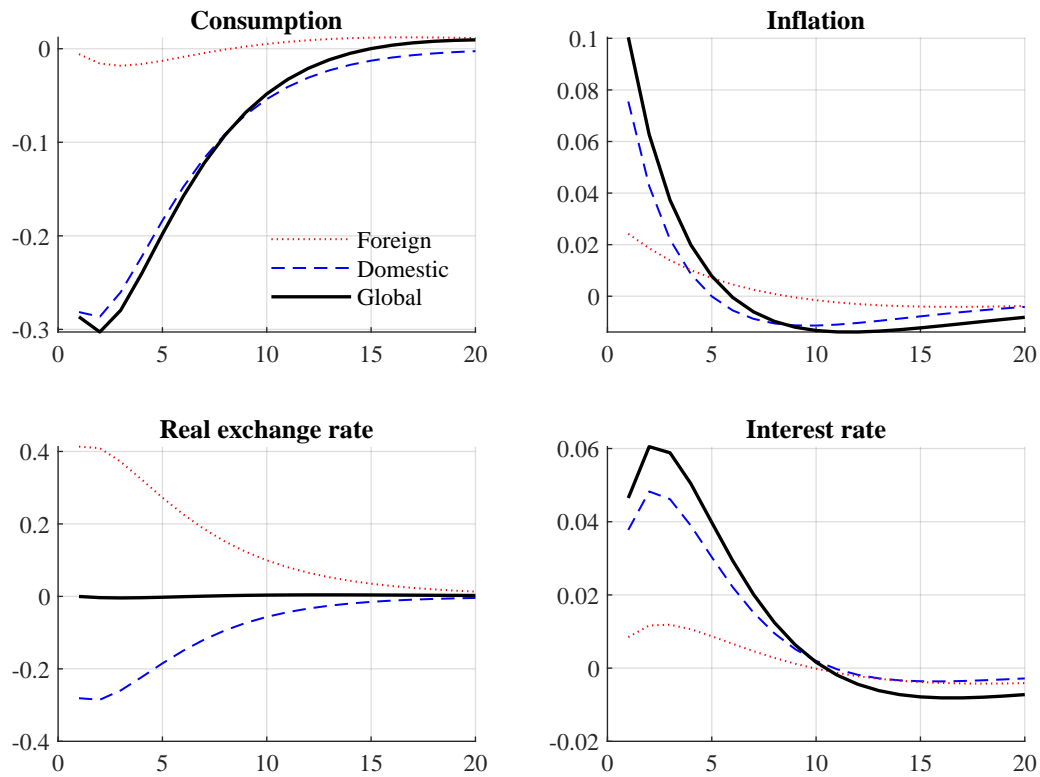 Consumption
0
-0.1
-0.2
-0.3
0 5 10 15 20
Foreign
Domestic
Global
Inflation
0.1
0.08
0.06
0.04
0.02
0
0 5 10 15 20
Real exchange rate
0.4
0.2
0
-0.2
-0.4
0 5 10 15 20
Interest rate
0.06
0.04
0.02
0
-0.02
0 5 10 15 20